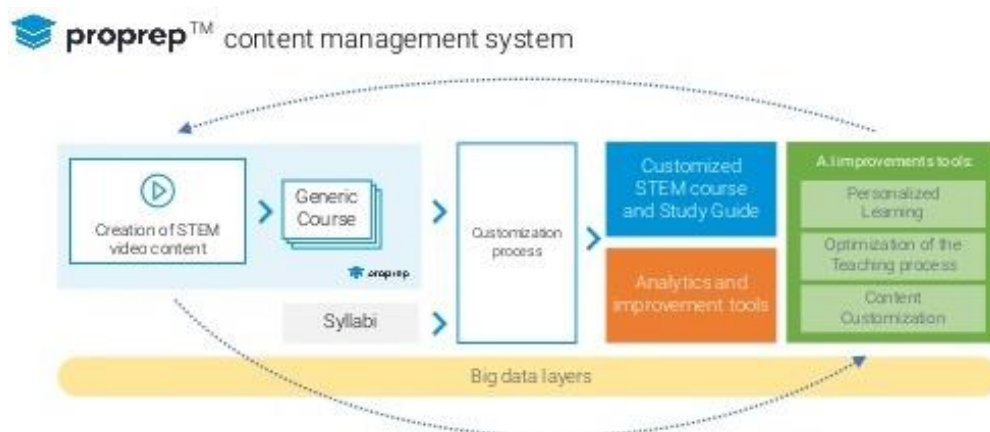 proprep™ content management system
Creation of STEM
video content
Generic
Course
proprep
Syllabi
Customization
process
Customized
STEM course
and Study Guide
Analytics and
improvement tools
A.I improvements tools:
Personalized
Learning
Optimization of the
Teaching process
Content
Customization
Big data layers